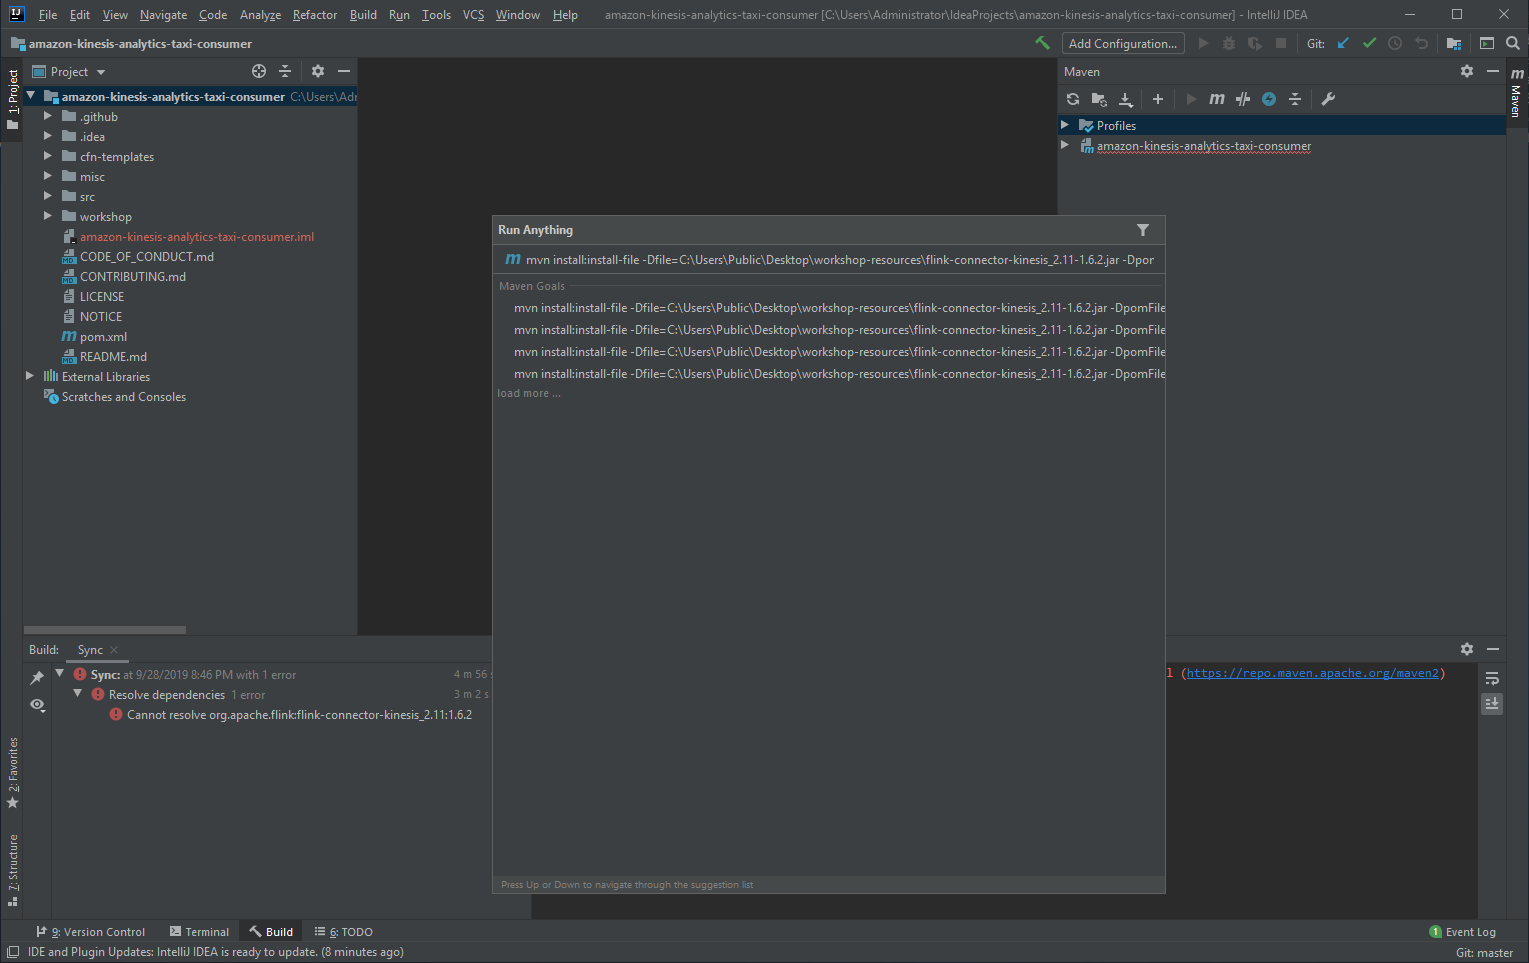 IJ File Edit View Navigate Code Analyze Refactor Build Run Tools VCS Window Help amazon-kinesis-analytics-taxi-consumer [C:\Users\Administrator\IdeaProjects\amazon-kinesis-analytics-taxi-consumer] - IntelliJ IDEA
amazon-kinesis-analytics-taxi-consumer Add Configuration... Git:
1: Project
Project
amazon-kinesis-analytics-taxi-consumer C:\Users\Adr
.github
.idea
cfn-templates
misc
src
workshop
amazon-kinesis-analytics-taxi-consumer.iml
CODE_OF_CONDUCT.md
CONTRIBUTING.md
LICENSE
NOTICE
pom.xml
README.md
External Libraries
Scratches and Consoles
Maven
Profiles
amazon-kinesis-analytics-taxi-consumer
Maven
Run Anything
mvn install:install-file -Dfile=C:\Users\Public\Desktop\workshop-resources\flink-connector-kinesis_2.11-1.6.2.jar -Dpor
Maven Goals
mvn install:install-file -Dfile=C:\Users\Public\Desktop\workshop-resources\flink-connector-kinesis_2.11-1.6.2.jar -DpomFile
mvn install:install-file -Dfile=C:\Users\Public\Desktop\workshop-resources\flink-connector-kinesis_2.11-1.6.2.jar -DpomFile
mvn install:install-file -Dfile=C:\Users\Public\Desktop\workshop-resources\flink-connector-kinesis_2.11-1.6.2.jar -DpomFile
mvn install:install-file -Dfile=C:\Users\Public\Desktop\workshop-resources\flink-connector-kinesis_2.11-1.6.2.jar -DpomFile
load more ...
Press Up or Down to navigate through the suggestion list
Build: Sync
Sync: at 9/28/2019 8:46 PM with 1 error 4 m 56 s
Resolve dependencies 1 error 3 m 2 s
Cannot resolve org.apache.flink:flink-connector-kinesis_2.11:1.6.2
l (https://repo.maven.apache.org/maven2)
2: Favorites
7: Structure
9: Version Control Terminal Build 6: TODO 1 Event Log
IDE and Plugin Updates: IntelliJ IDEA is ready to update. (8 minutes ago) Git: master